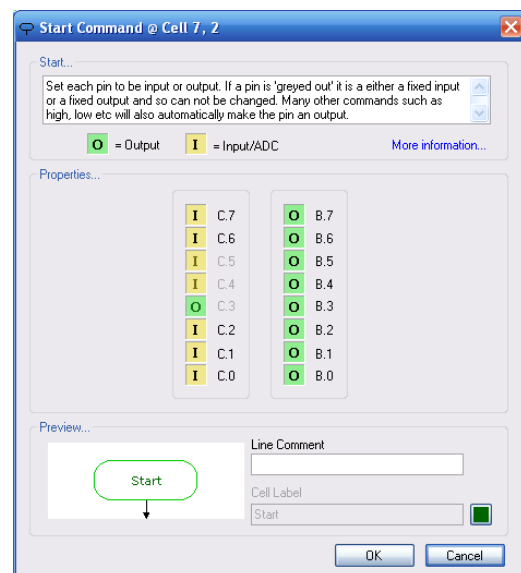 Start Command @ Cell 7, 2
Start...
Set each pin to be input or output. If a pin is 'greyed out' it is a either a fixed input
or a fixed output and so can not be changed. Many other commands such as
high, low etc will also automatically make the pin an output.
O = Output I = Input/ADC More information...
Properties...
I C.7 O B.7
I C.6 O B.6
I C.5 O B.5
I C.4 O B.4
O C.3 O B.3
I C.2 O B.2
I C.1 O B.1
I C.0 O B.0
Preview...
Line Comment
Start
Cell Label
Start
OK Cancel